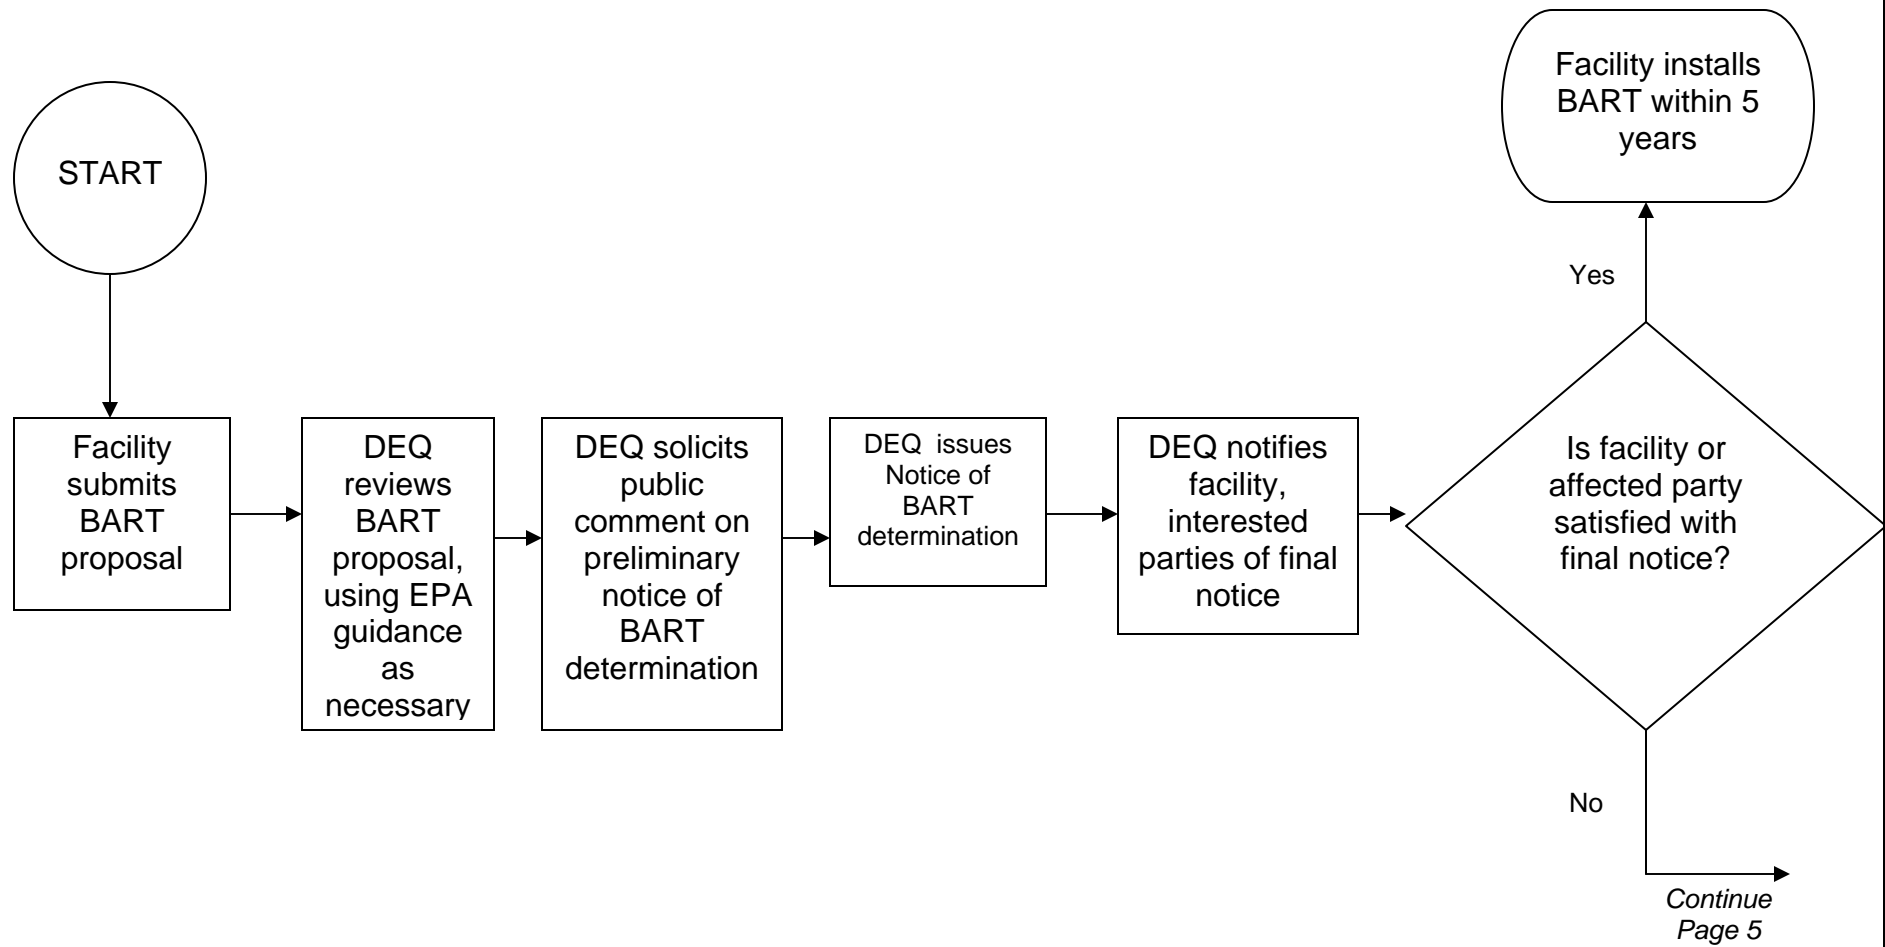 START
Facility
submits
BART
proposal
DEQ
reviews
BART
proposal,
using EPA
guidance
as
necessary
DEQ solicits
public
comment on
preliminary
notice of
BART
determination
DEQ  issues
Notice of
BART
determination
DEQ notifies
facility,
interested
parties of final
notice
Is facility or
affected party
satisfied with
final notice?
Yes
Facility installs
BART within 5
years
No
Continue
Page 5